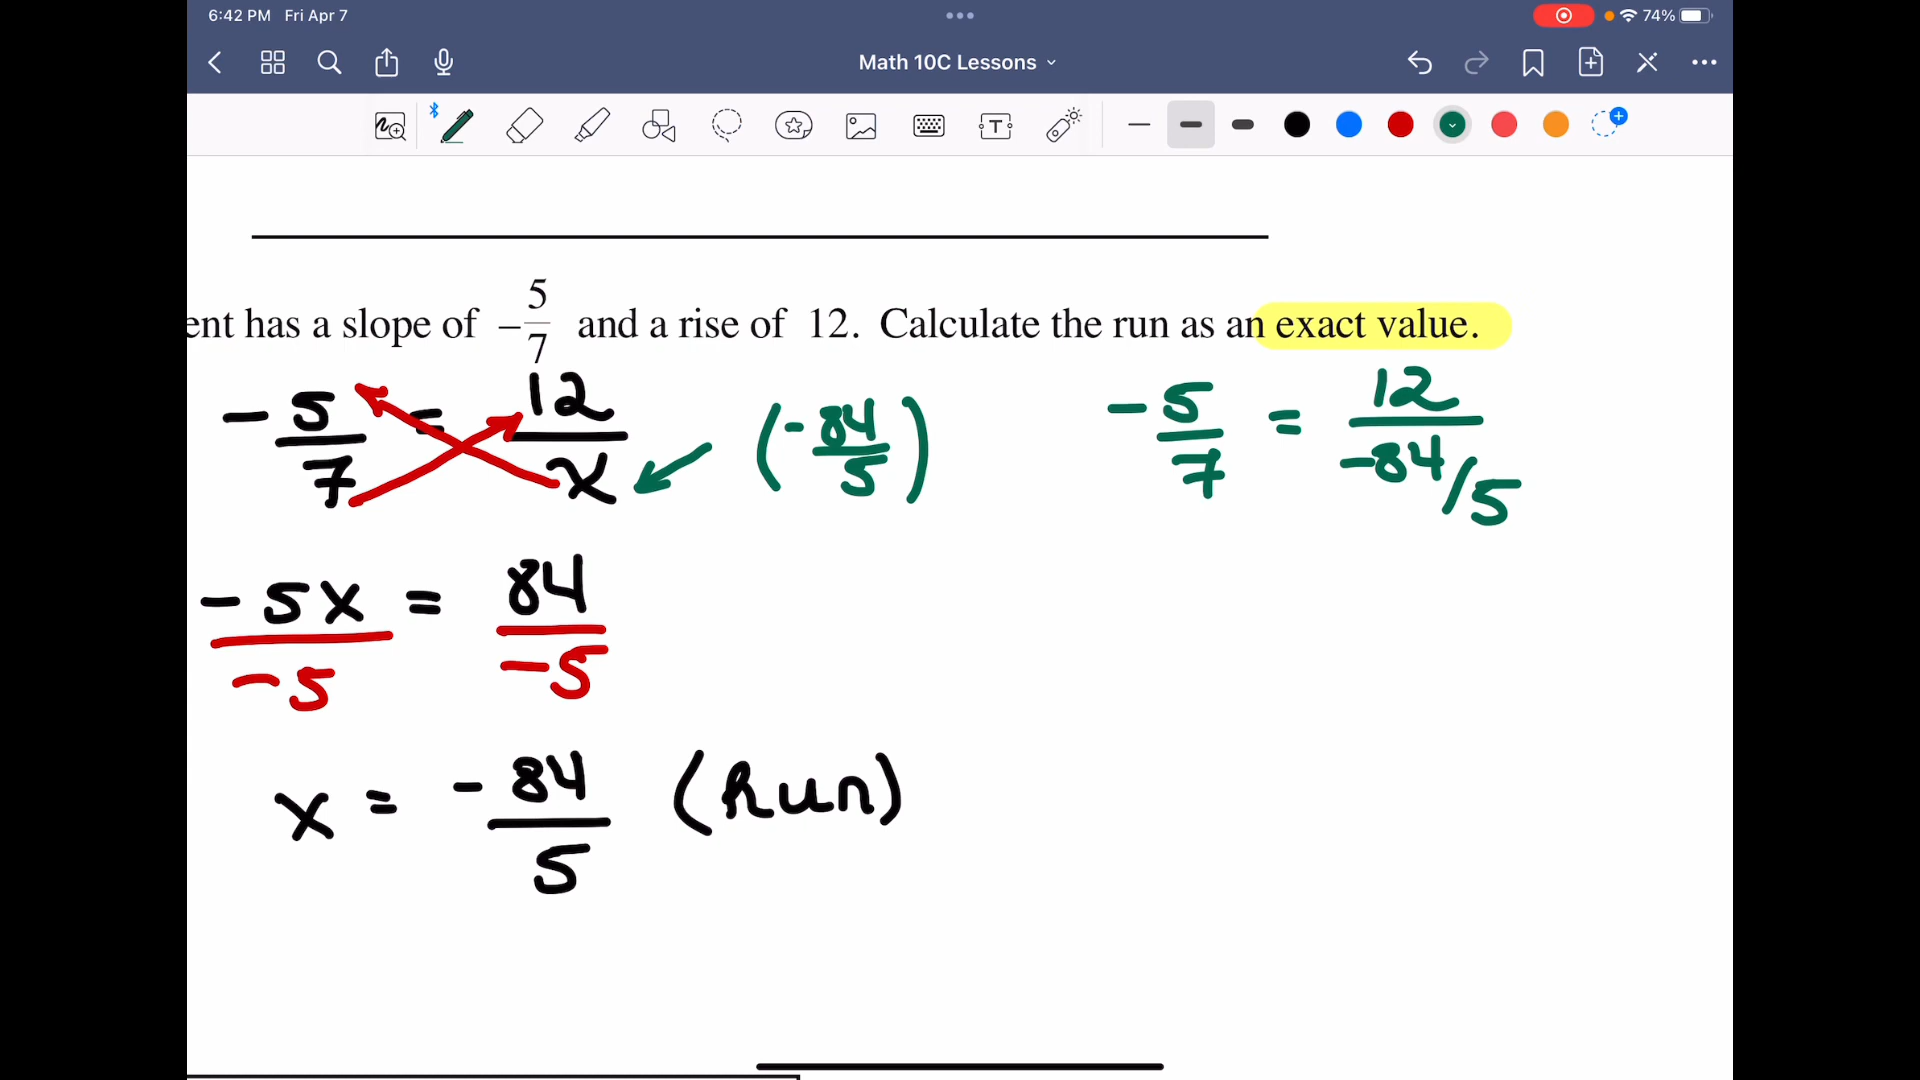 6:42 PM Fri Apr 7
74%
Math 10C Lessons
T
ent has a slope of −5/7 and a rise of 12. Calculate the run as an exact value.
-5/7 = 12/x (-84/5) -5/7 = 12/(-84/5)
-5x = 84
-5 -5
x = -84/5 (Run)